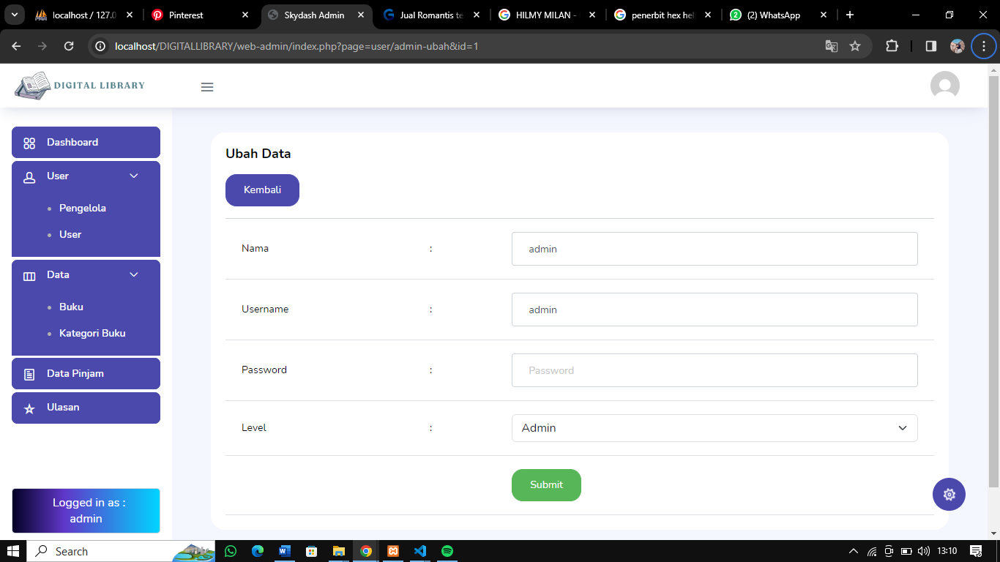 localhost / 127.0
Pinterest
Skydash Admin
Jual Romantis te
HILMY MILAN -
penerbit hex hel
(2) WhatsApp
localhost/DIGITALLIBRARY/web-admin/index.php?page=user/admin-ubah&id=1
DIGITAL LIBRARY
Dashboard
User
Pengelola
User
Data
Buku
Kategori Buku
Data Pinjam
Ulasan
Logged in as :
admin
Ubah Data
Kembali
Nama : admin
Username : admin
Password : Password
Level : Admin
Submit
Search
13:10